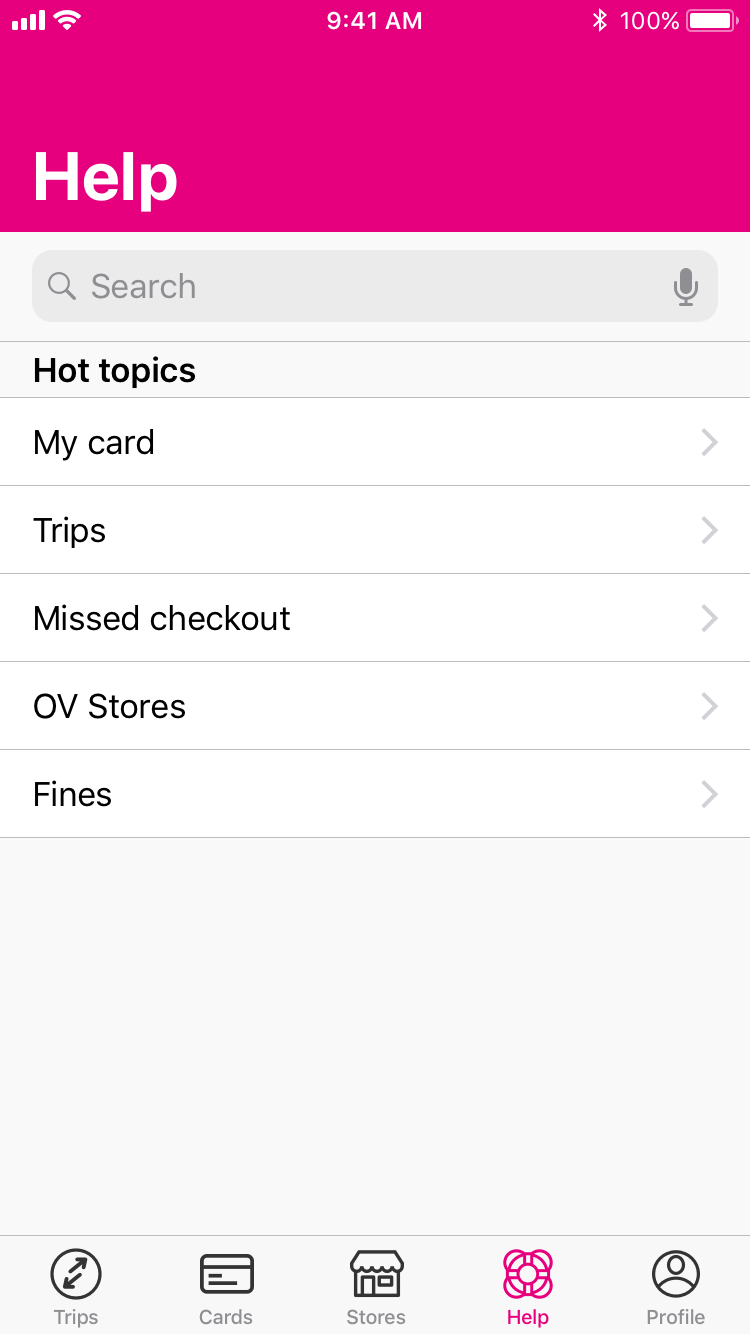 9:41 AM 100%
Help
Search
Hot topics
My card
Trips
Missed checkout
OV Stores
Fines
Trips Cards Stores Help Profile